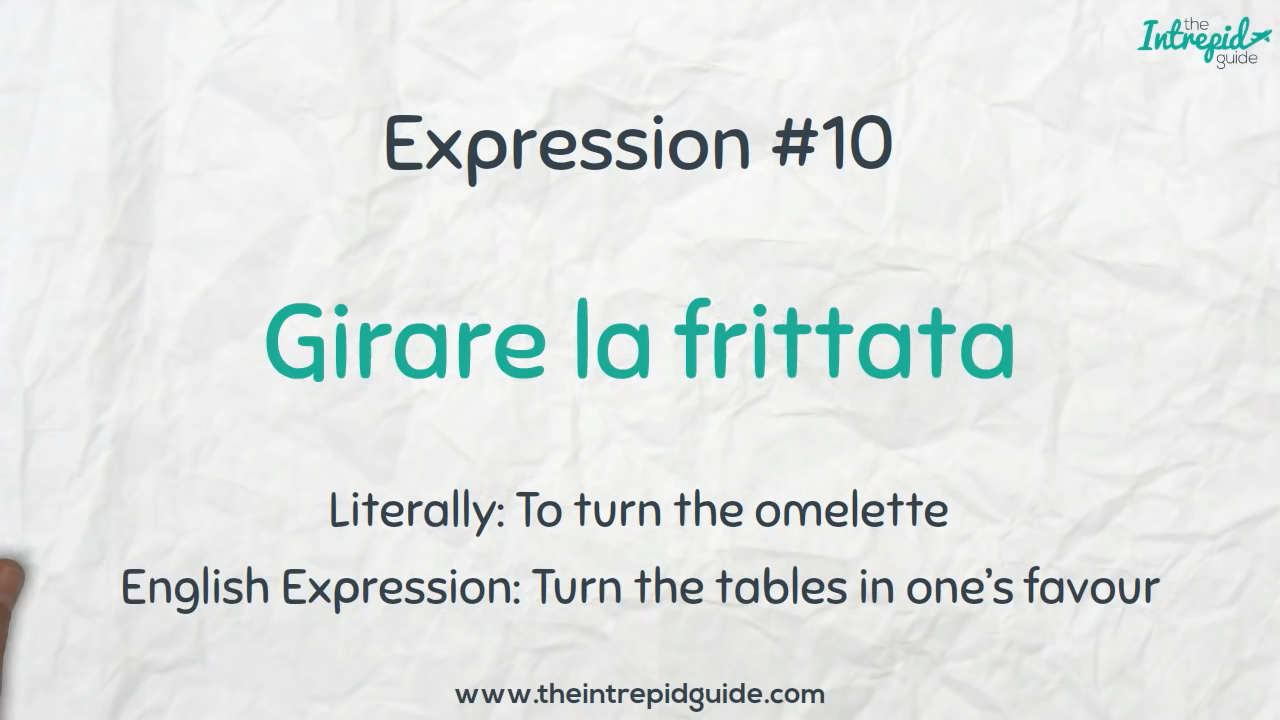 the
Intrepid
guide
Expression #10
Girare la frittata
Literally: To turn the omelette
English Expression: Turn the tables in one's favour
www.theintrepidguide.com